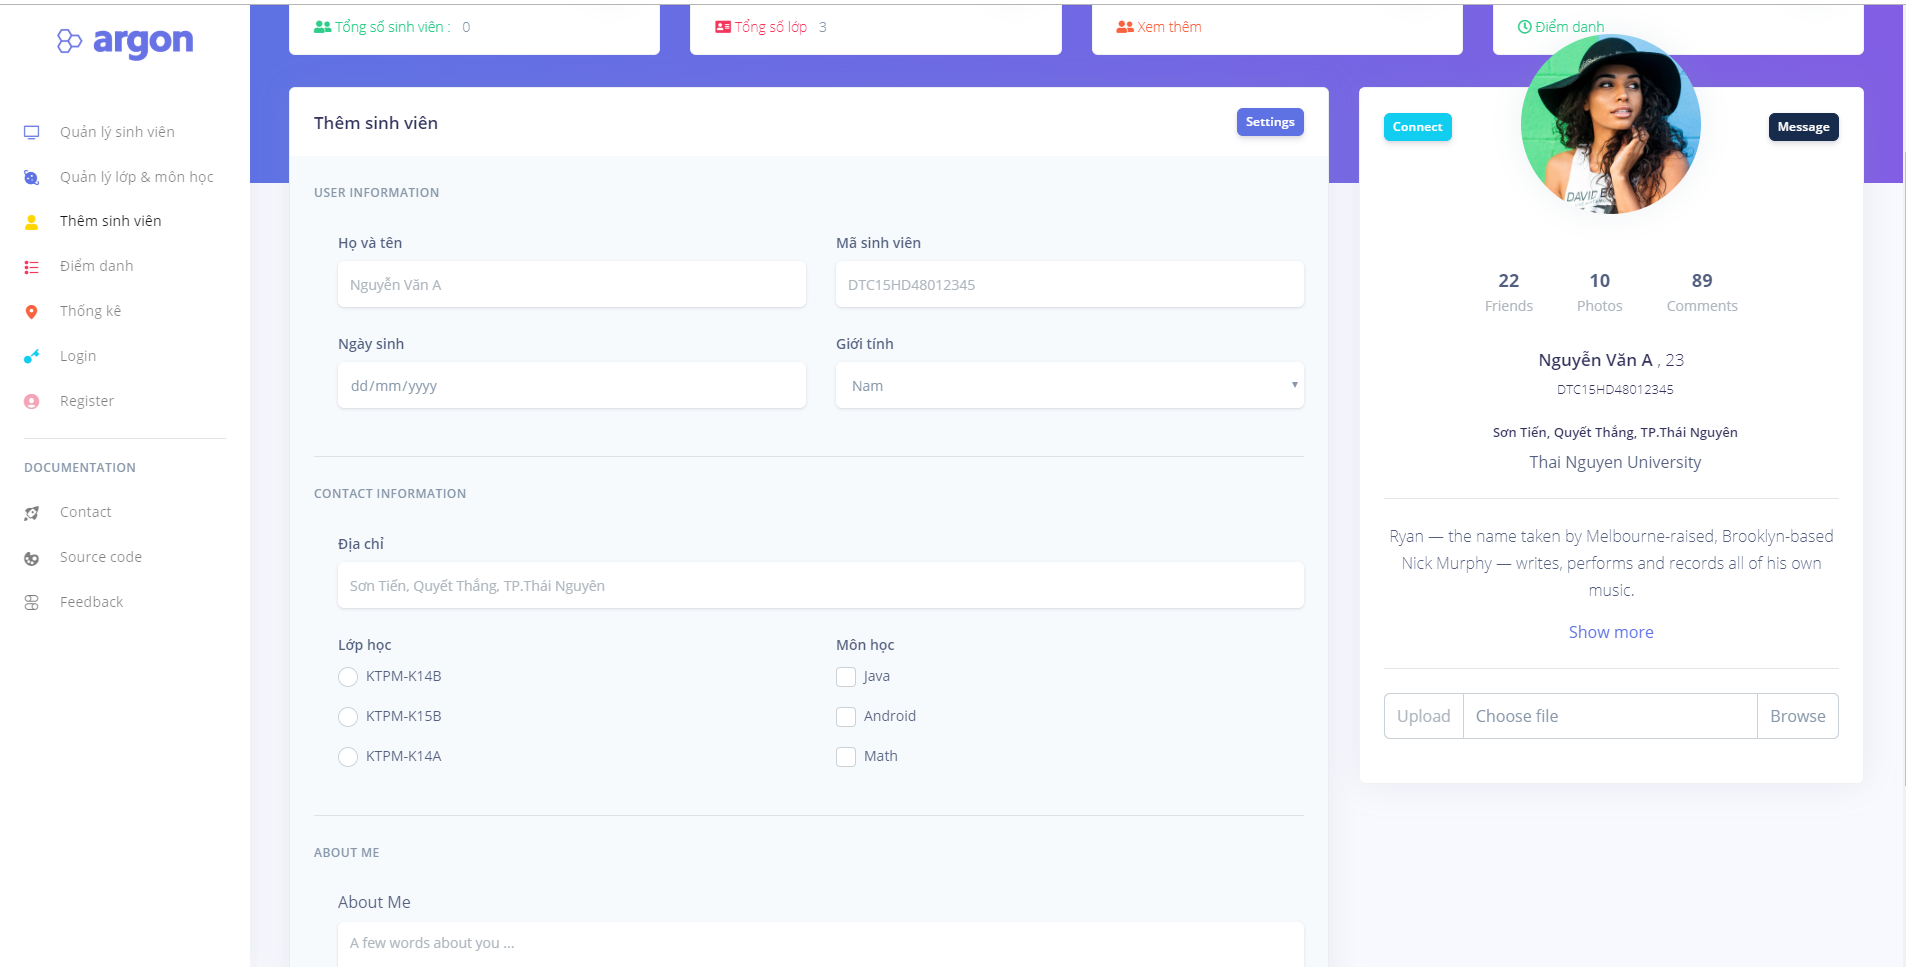 argon
Quản lý sinh viên
Quản lý lớp & môn học
Thêm sinh viên
Điểm danh
Thống kê
Login
Register
DOCUMENTATION
Contact
Source code
Feedback
Tổng số sinh viên : 0
Tổng số lớp 3
Xem thêm
Điểm danh
Thêm sinh viên
Settings
USER INFORMATION
Họ và tên
Mã sinh viên
Nguyễn Văn A
DTC15HD48012345
Ngày sinh
Giới tính
dd/mm/yyyy
Nam
CONTACT INFORMATION
Địa chỉ
Sơn Tiến, Quyết Thắng, TP.Thái Nguyên
Lớp học
Môn học
KTPM-K14B
Java
KTPM-K15B
Android
KTPM-K14A
Math
ABOUT ME
About Me
A few words about you ...
Connect
Message
DAVID BO
22
10
89
Friends
Photos
Comments
Nguyễn Văn A , 23
DTC15HD48012345
Sơn Tiến, Quyết Thắng, TP.Thái Nguyên
Thai Nguyen University
Ryan — the name taken by Melbourne-raised, Brooklyn-based
Nick Murphy — writes, performs and records all of his own
music.
Show more
Upload
Choose file
Browse